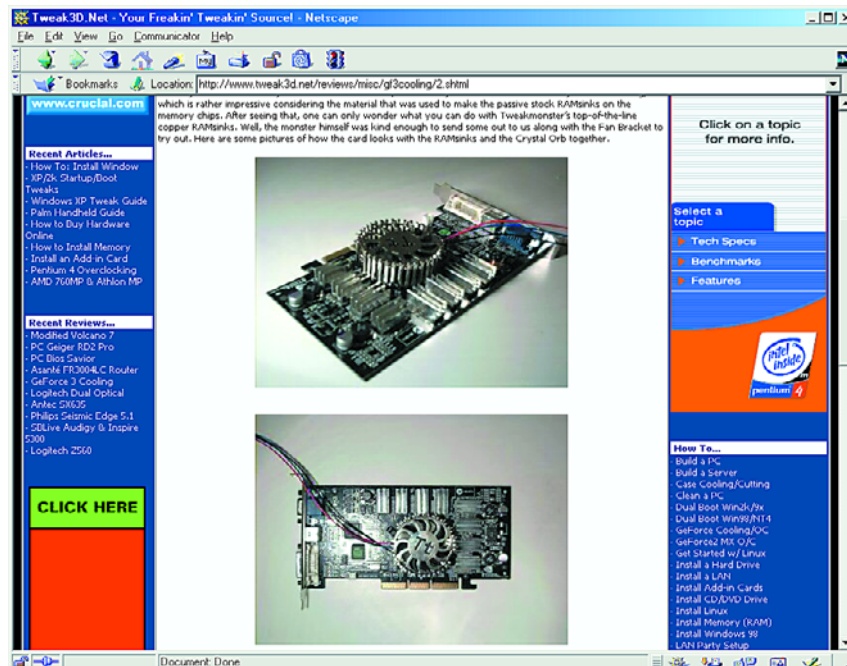 Tweak3D.Net - Your Freakin' Tweakin' Source! - Netscape
File Edit View Go Communicator Help
Bookmarks Location: http://www.tweak3d.net/reviews/misc/gf3cooling/2.shtml
www.crucial.com
Recent Articles...
- How To: Install Window
- XP/2k Startup/Boot
Tweaks
- Windows XP Tweak Guide
- Palm Handheld Guide
- How to Buy Hardware
Online
- How to Install Memory
- Install an Add-in Card
- Pentium 4 Overclocking
- AMD 760MP & Athlon MP
Recent Reviews...
- Modified Volcano 7
- PC Geiger RD2 Pro
- PC Bios Savior
- Asanté FR3004LC Router
- GeForce 3 Cooling
- Logitech Dual Optical
- Antec SX635
- Philips Seismic Edge 5.1
- SBLive Audigy & Inspire
5300
- Logitech Z560
CLICK HERE
which is rather impressive considering the material that was used to make the passive stock RAMsinks on the
memory chips. After seeing that, one can only wonder what you can do with Tweakmonster's top-of-the-line
copper RAMsinks. Well, the monster himself was kind enough to send some out to us along with the Fan Bracket to
try out. Here are some pictures of how the card looks with the RAMsinks and the Crystal Orb together.
Click on a topic
for more info.
Select a
topic
Tech Specs
Benchmarks
Features
intel
inside
pentium 4
How To...
- Build a PC
- Build a Server
- Case Cooling/Cutting
- Clean a PC
- Dual Boot Win2k/9x
- Dual Boot Win98/NT4
- GeForce Cooling/OC
- GeForce2 MX O/C
- Get Started w/ Linux
- Install a Hard Drive
- Install a LAN
- Install Add-in Cards
- Install CD/DVD Drive
- Install Linux
- Install Memory (RAM)
- Install Windows 98
- LAN Party Setup
Document: Done